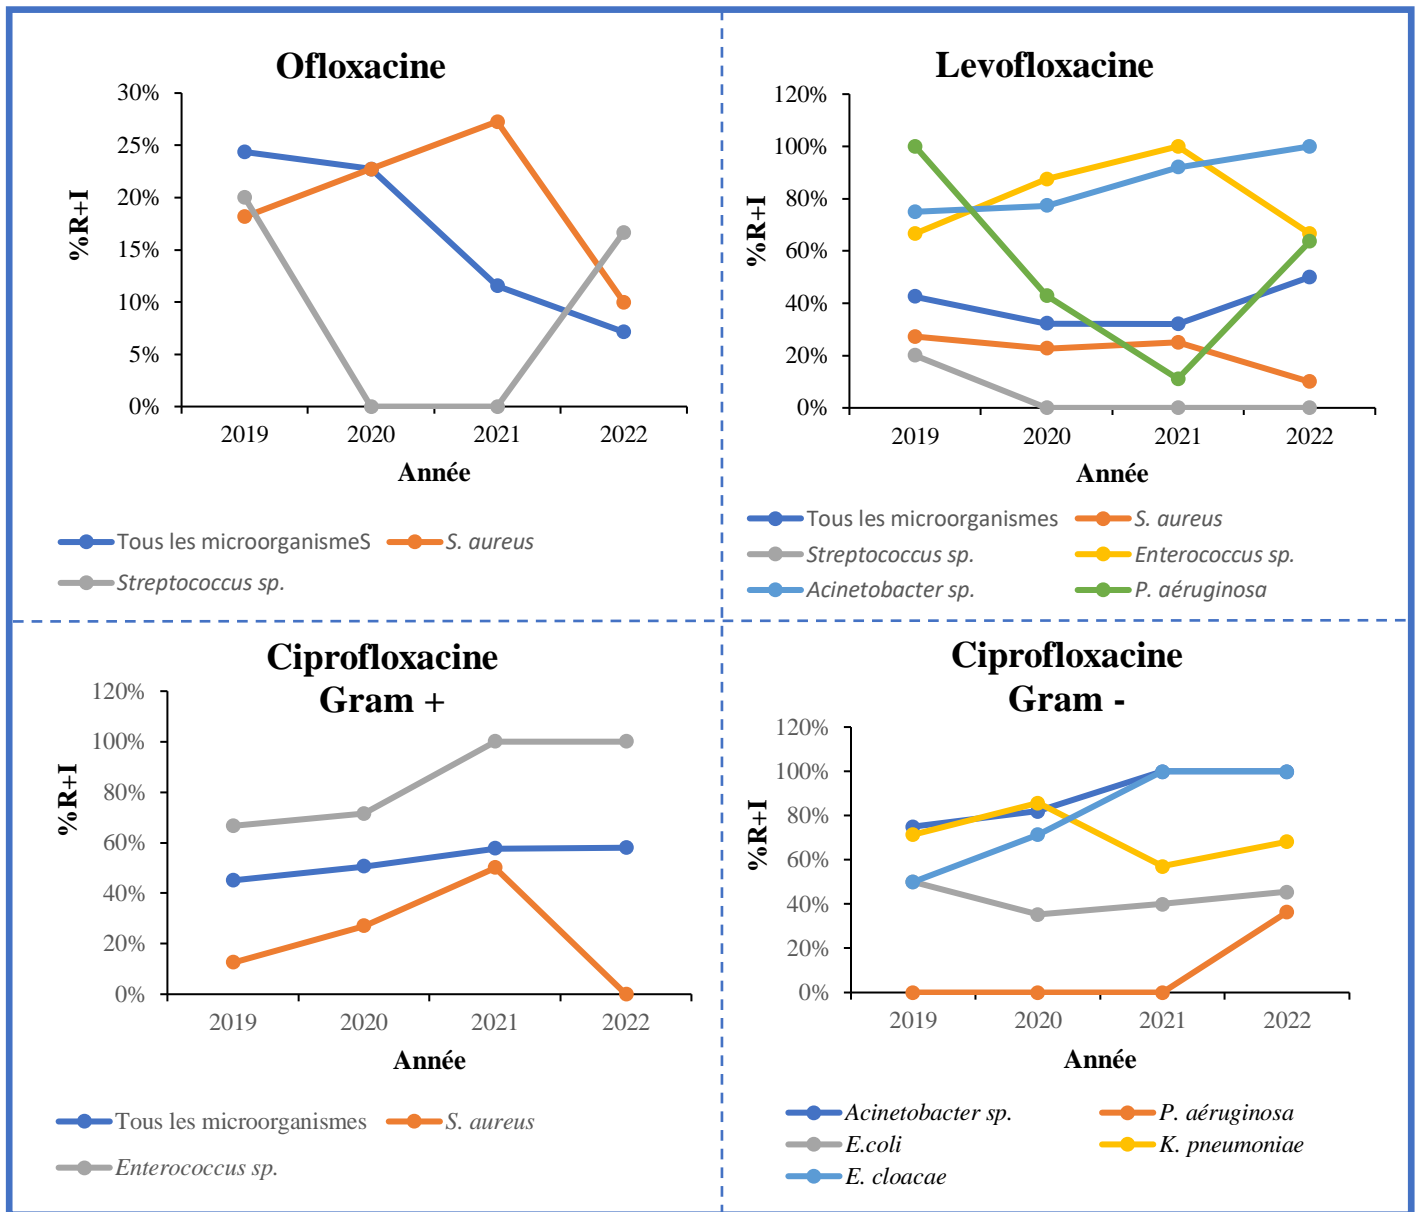 Ofloxacine
30%
25%
20%
15%
10%
5%
0%
%R+I
2019 2020 2021 2022
Année
Tous les microorganismeS S. aureus
Streptococcus sp.
Levofloxacine
120%
100%
80%
60%
40%
20%
0%
%R+I
2019 2020 2021 2022
Année
Tous les microorganismes S. aureus
Streptococcus sp. Enterococcus sp.
Acinetobacter sp. P. aéruginosa
Ciprofloxacine
Gram +
120%
100%
80%
60%
40%
20%
0%
%R+I
2019 2020 2021 2022
Année
Tous les microorganismes S. aureus
Enterococcus sp.
Ciprofloxacine
Gram -
120%
100%
80%
60%
40%
20%
0%
%R+I
2019 2020 2021 2022
Année
Acinetobacter sp. P. aéruginosa
E.coli K. pneumoniae
E. cloacae